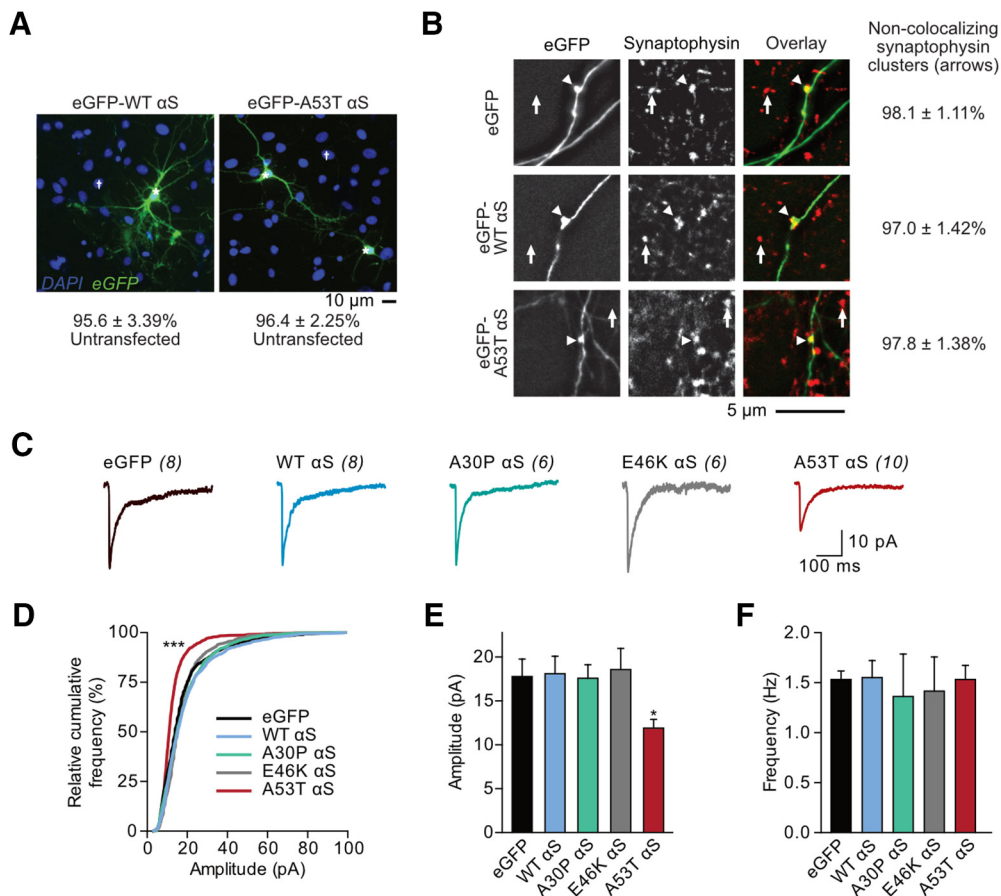 A
eGFP-WT αS
eGFP-A53T αS
†
†
*
*
*
DAPI eGFP
10 µm
95.6 ± 3.39%
Untransfected
96.4 ± 2.25%
Untransfected
B
eGFP
Synaptophysin
Overlay
Non-colocalizing
synaptophysin
clusters (arrows)
eGFP
98.1 ± 1.11%
eGFP-
WT αS
97.0 ± 1.42%
eGFP-
A53T αS
97.8 ± 1.38%
5 µm
C
eGFP (8)
WT αS (8)
A30P αS (6)
E46K αS (6)
A53T αS (10)
10 pA
100 ms
D
Relative cumulative
frequency (%)
100
75
50
25
0
***
eGFP
WT αS
A30P αS
E46K αS
A53T αS
0
20
40
60
80
100
Amplitude (pA)
E
Amplitude (pA)
20
15
10
5
0
*
eGFP
WT αS
A30P αS
E46K αS
A53T αS
F
Frequency (Hz)
2.0
1.5
1.0
0.5
0.0
eGFP
WT αS
A30P αS
E46K αS
A53T αS